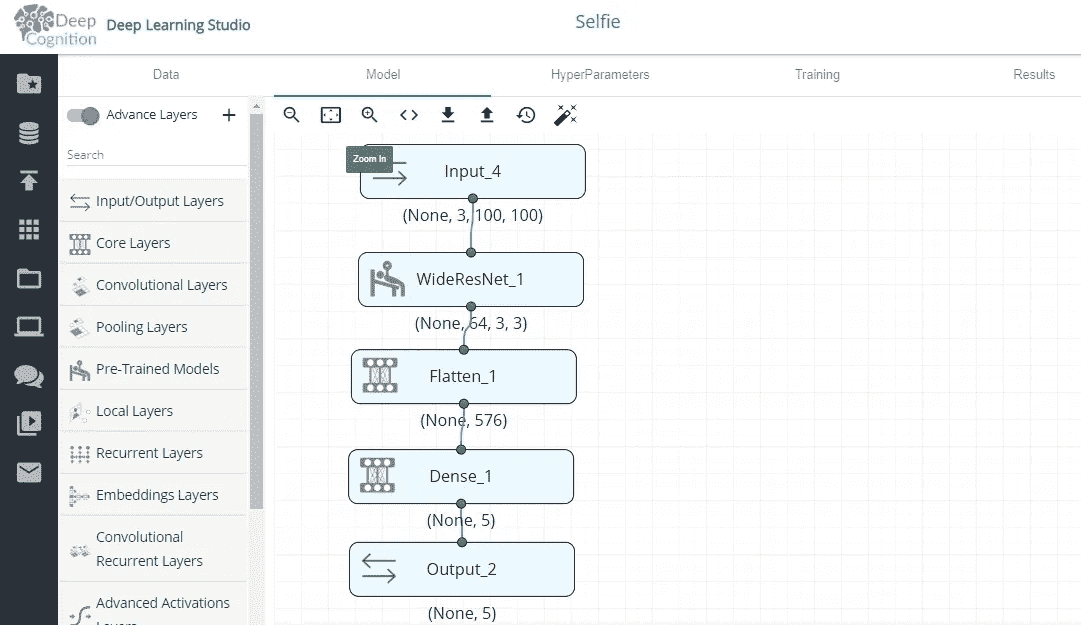 Deep
Cognition
Deep Learning Studio
Selfie
Data
Model
HyperParameters
Training
Results
Advance Layers
Search
Input/Output Layers
Core Layers
Convolutional Layers
Pooling Layers
Pre-Trained Models
Local Layers
Recurrent Layers
Embeddings Layers
Convolutional
Recurrent Layers
Advanced Activations
Layers
Zoom In
Input_4
(None, 3, 100, 100)
WideResNet_1
(None, 64, 3, 3)
Flatten_1
(None, 576)
Dense_1
(None, 5)
Output_2
(None, 5)